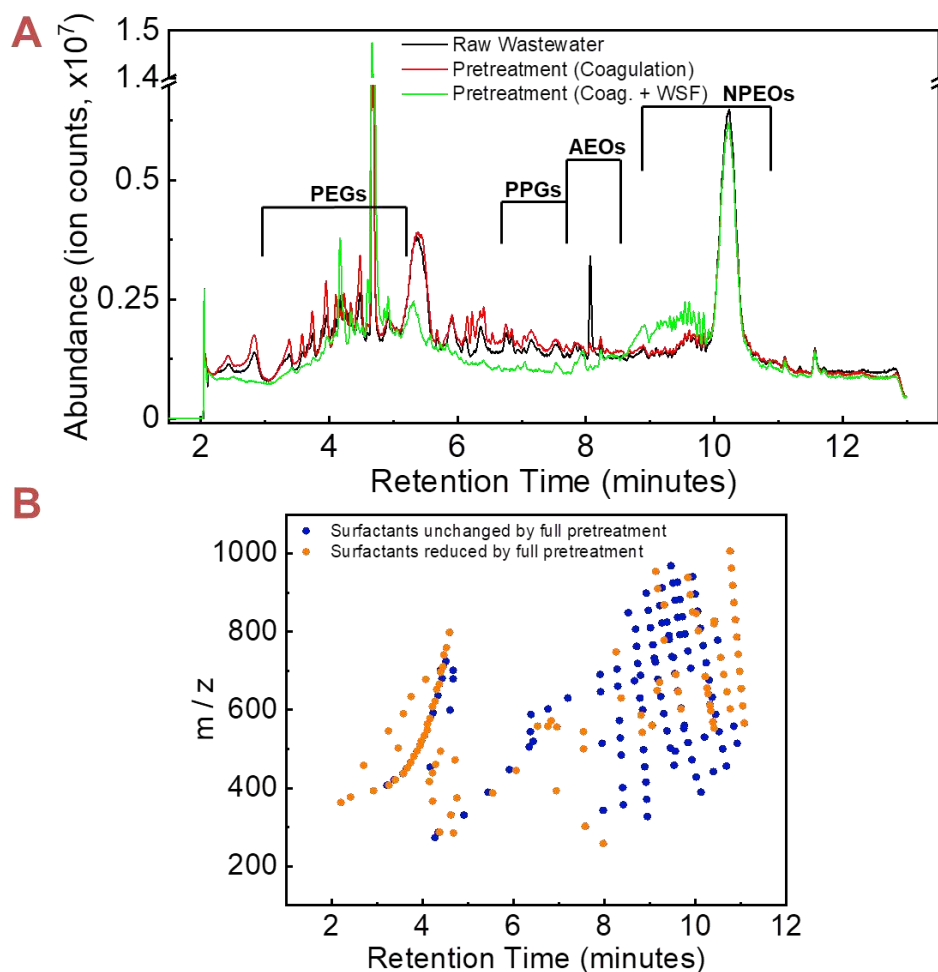 A
Abundance (ion counts, x10⁷)
1.5
1.4
0.5
0.25
0
Raw Wastewater
Pretreatment (Coagulation)
Pretreatment (Coag. + WSF)
NPEOs
AEOs
PPGs
PEGs
2 4 6 8 10 12
Retention Time (minutes)
B
m / z
1000
800
600
400
200
Surfactants unchanged by full pretreatment
Surfactants reduced by full pretreatment
2 4 6 8 10 12
Retention Time (minutes)